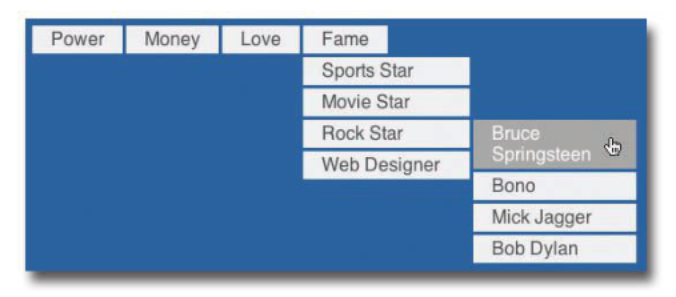 Power Money Love Fame
Sports Star
Movie Star
Rock Star
Web Designer
Bruce
Springsteen
Bono
Mick Jagger
Bob Dylan